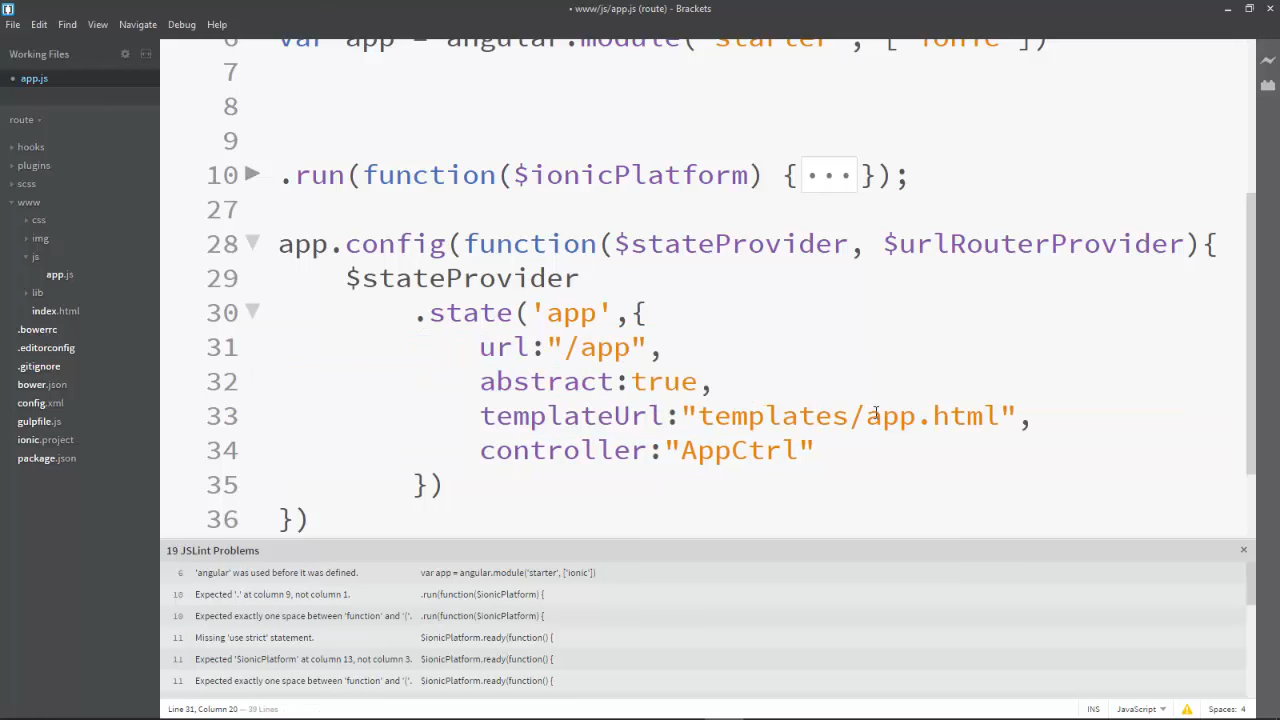 • www/js/app.js (route) - Brackets
File Edit Find View Navigate Debug Help
Working Files
• app.js
route
hooks
plugins
scss
www
css
img
js
app.js
lib
index.html
.bowerrc
.editorconfig
.gitignore
bower.json
config.xml
gulpfile.js
ionic.project
package.json
6 var app = angular.module('starter', ['ionic'])
7
8
9
10 .run(function($ionicPlatform) {...});
27
28 app.config(function($stateProvider, $urlRouterProvider){
29 $stateProvider
30 .state('app',{
31 url:"/app",
32 abstract:true,
33 templateUrl:"templates/app.html",
34 controller:"AppCtrl"
35 })
36 })
19 JSLint Problems
6 'angular' was used before it was defined. var app = angular.module('starter', ['ionic'])
10 Expected '.' at column 9, not column 1. .run(function($ionicPlatform) {
10 Expected exactly one space between 'function' and '('. .run(function($ionicPlatform) {
11 Missing 'use strict' statement. $ionicPlatform.ready(function() {
11 Expected '$ionicPlatform' at column 13, not column 3. $ionicPlatform.ready(function() {
11 Expected exactly one space between 'function' and '('. $ionicPlatform.ready(function() {
Line 31, Column 20 — 39 Lines INS JavaScript Spaces: 4